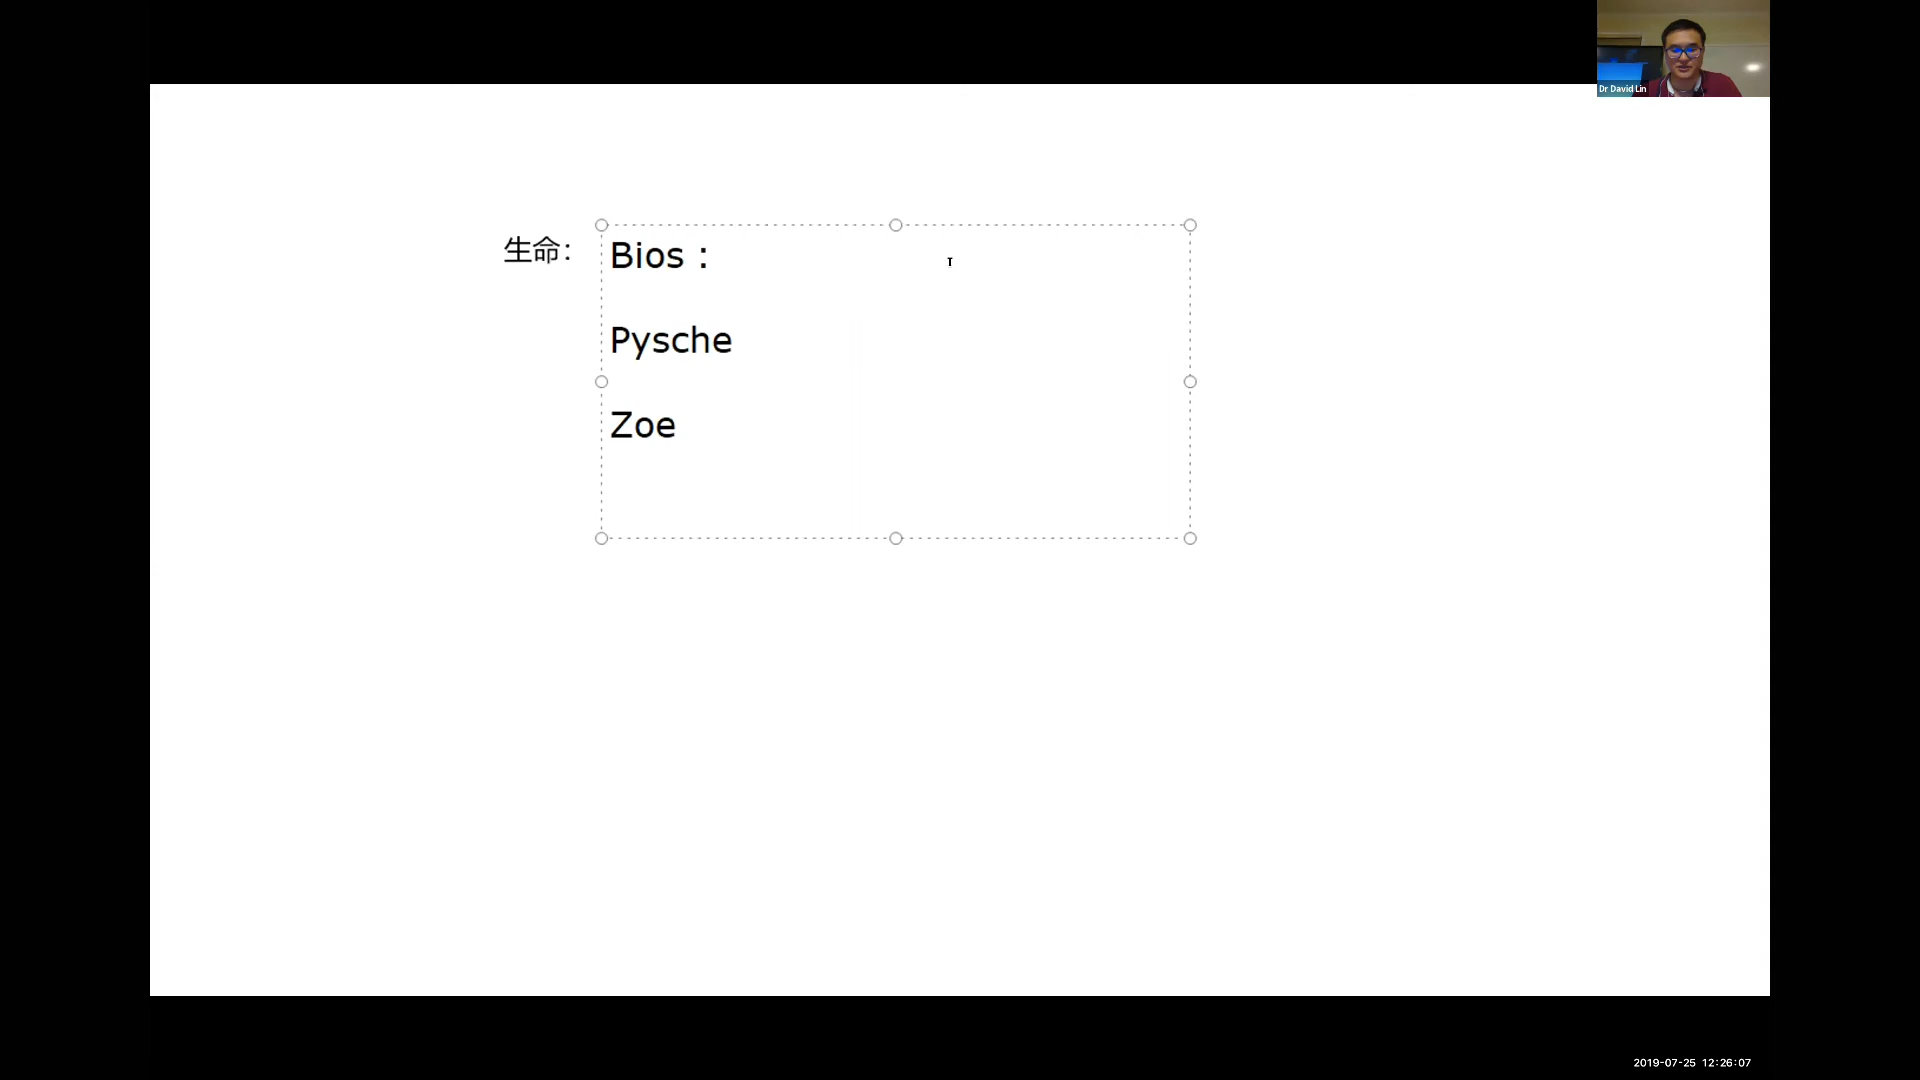 Dr David Lin
生命：
Bios：
Pysche
Zoe
2019-07-25 12:26:07